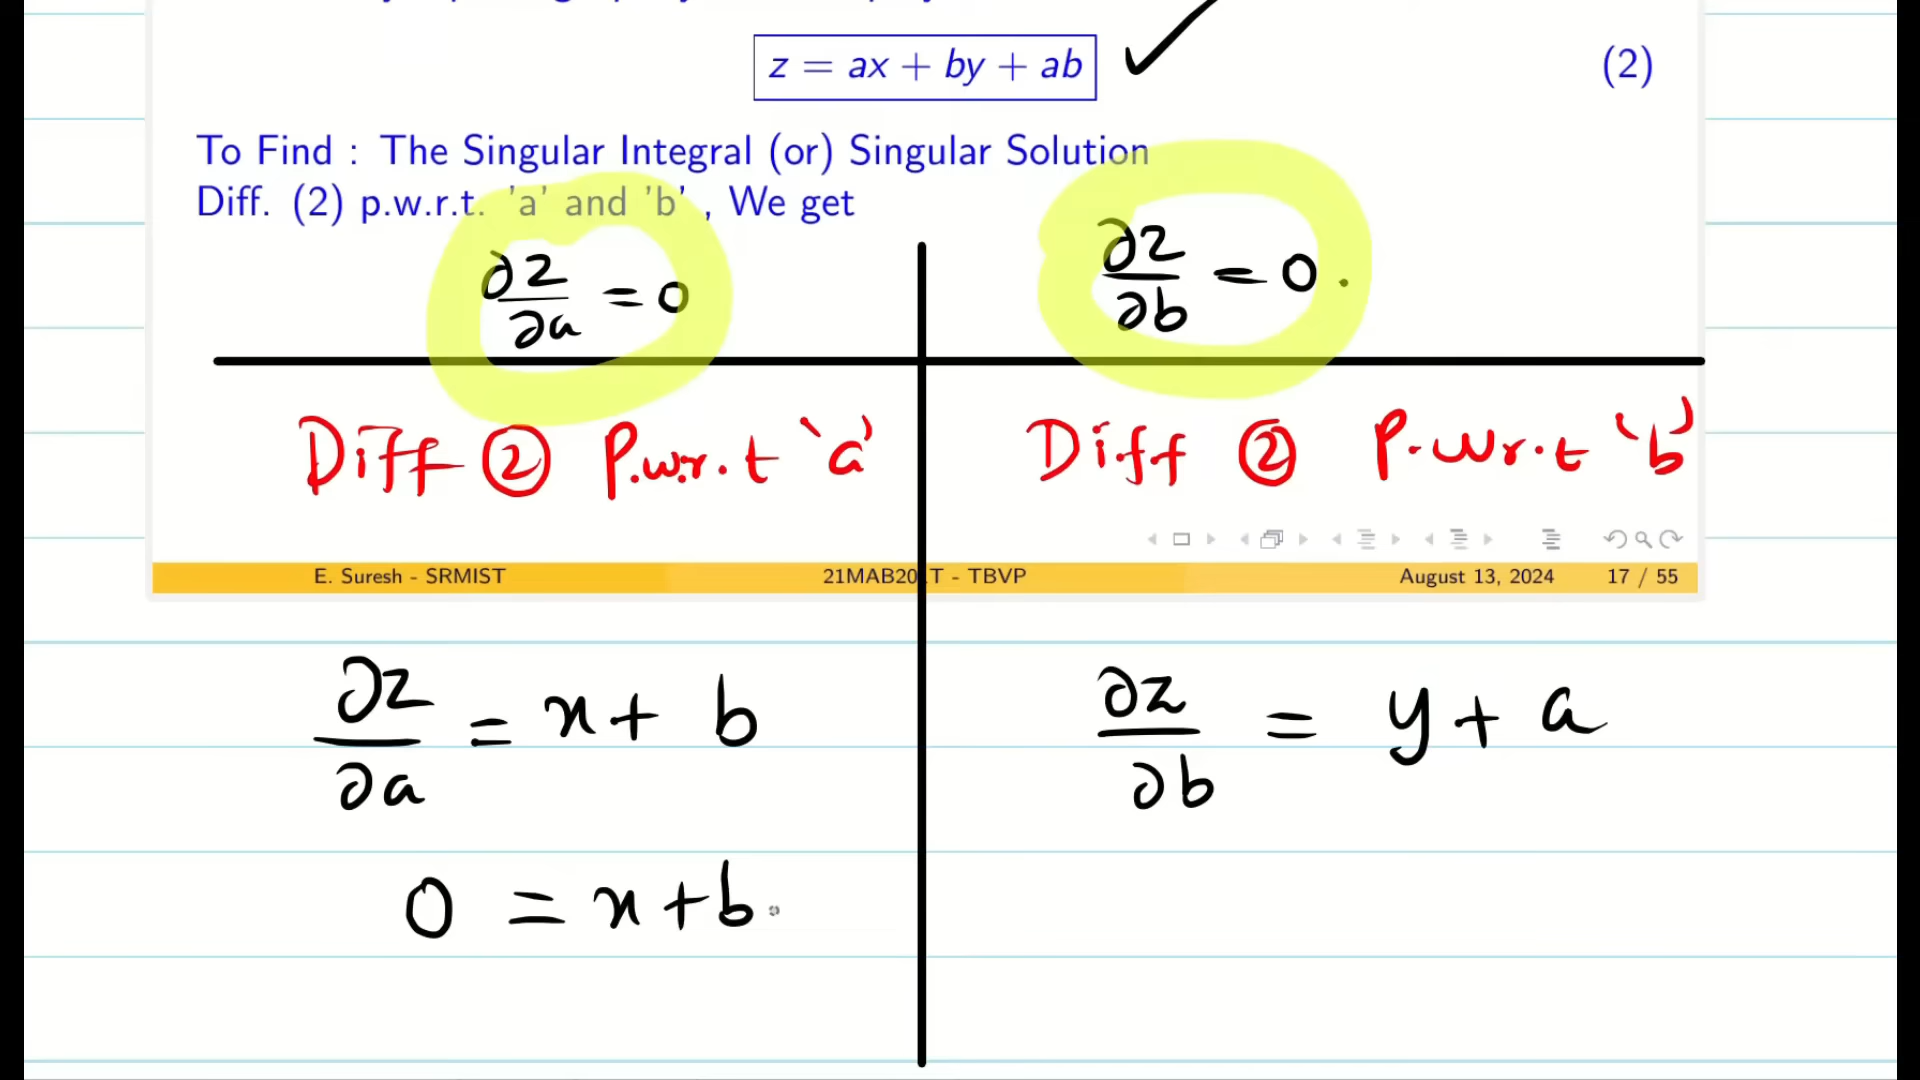 z = ax + by + ab (2)
To Find : The Singular Integral (or) Singular Solution
Diff. (2) p.w.r.t. 'a' and 'b' , We get
∂z/∂a = 0
∂z/∂b = 0.
Diff ② P.w.r.t 'a'
Diff ② P.w.r.t 'b'
E. Suresh - SRMIST 21MAB20 T - TBVP August 13, 2024 17 / 55
∂z/∂a = x + b
∂z/∂b = y + a
0 = x + b.